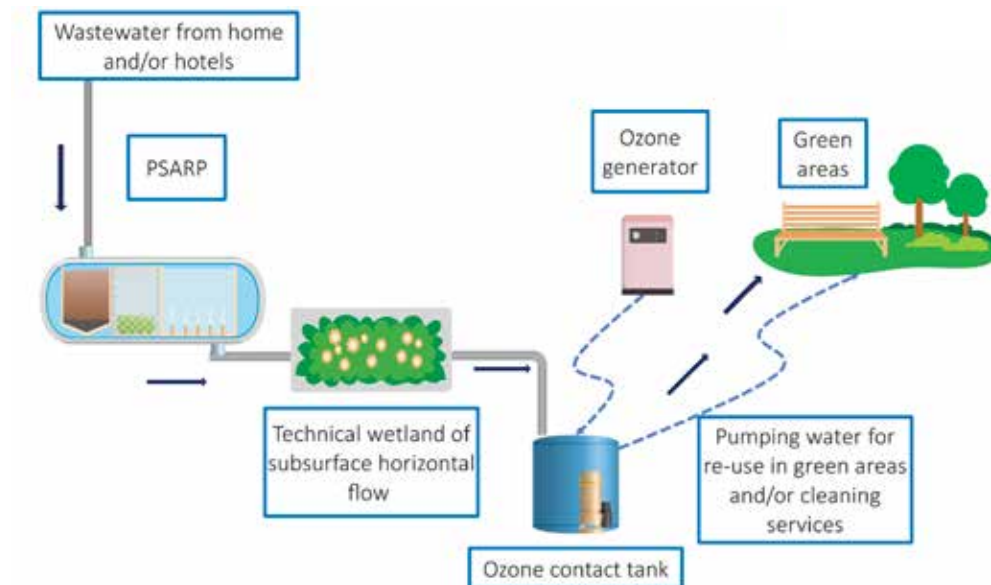 Wastewater from home
and/or hotels
PSARP
Ozone
generator
Green
areas
Technical wetland of
subsurface horizontal
flow
Pumping water for
re-use in green areas
and/or cleaning
services
Ozone contact tank